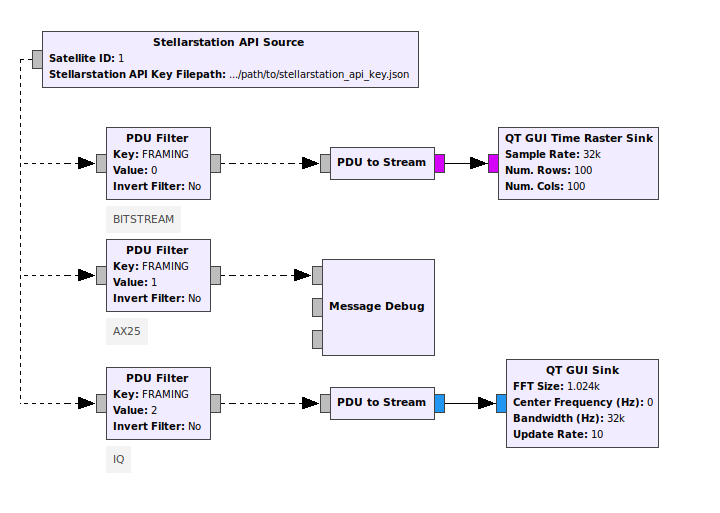 Stellarstation API Source
Satellite ID: 1
Stellarstation API Key Filepath: .../path/to/stellarstation_api_key.json
PDU Filter
Key: FRAMING
Value: 0
Invert Filter: No
PDU to Stream
QT GUI Time Raster Sink
Sample Rate: 32k
Num. Rows: 100
Num. Cols: 100
BITSTREAM
PDU Filter
Key: FRAMING
Value: 1
Invert Filter: No
Message Debug
AX25
PDU Filter
Key: FRAMING
Value: 2
Invert Filter: No
PDU to Stream
QT GUI Sink
FFT Size: 1.024k
Center Frequency (Hz): 0
Bandwidth (Hz): 32k
Update Rate: 10
IQ